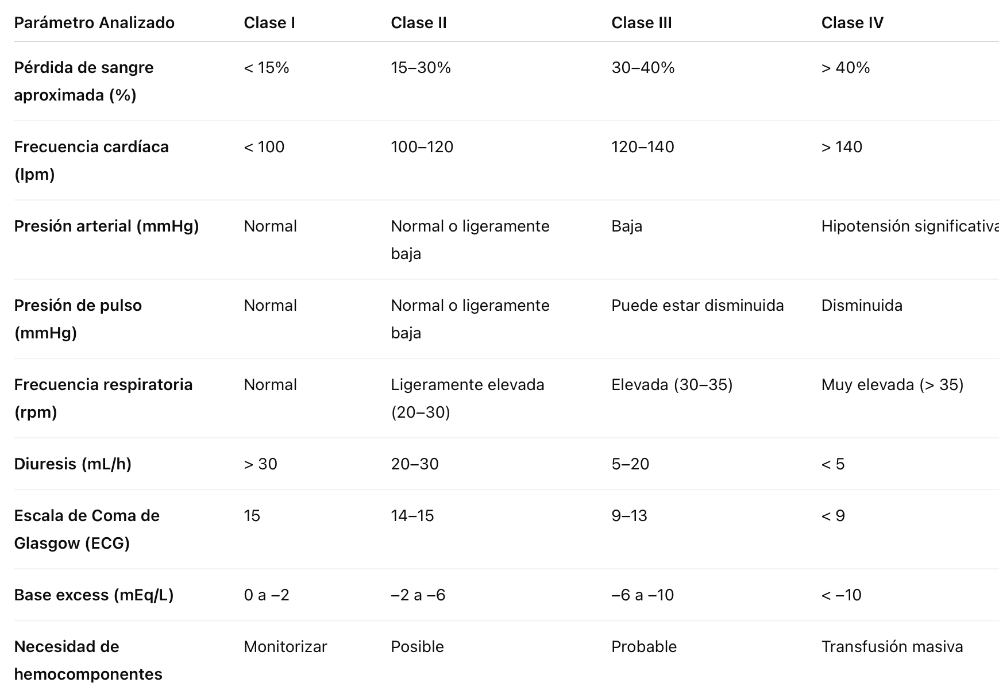 Parámetro Analizado Clase I Clase II Clase III Clase IV
Pérdida de sangre < 15% 15–30% 30–40% > 40%
aproximada (%)
Frecuencia cardíaca < 100 100–120 120–140 > 140
(lpm)
Presión arterial (mmHg) Normal Normal o ligeramente Baja Hipotensión significativa
baja
Presión de pulso Normal Normal o ligeramente Puede estar disminuida Disminuida
(mmHg) baja
Frecuencia respiratoria Normal Ligeramente elevada Elevada (30–35) Muy elevada (> 35)
(rpm) (20–30)
Diuresis (mL/h) > 30 20–30 5–20 < 5
Escala de Coma de 15 14–15 9–13 < 9
Glasgow (ECG)
Base excess (mEq/L) 0 a –2 –2 a –6 –6 a –10 < –10
Necesidad de Monitorizar Posible Probable Transfusión masiva
hemocomponentes